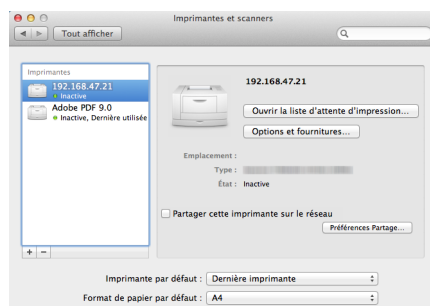 Imprimantes et scanners
Tout afficher
Imprimantes
192.168.47.21
Inactive
Adobe PDF 9.0
Inactive, Dernière utilisée
192.168.47.21
Ouvrir la liste d'attente d'impression...
Options et fournitures...
Emplacement :
Type :
État : Inactive
Partager cette imprimante sur le réseau
Préférences Partage...
+ −
Imprimante par défaut : Dernière imprimante
Format de papier par défaut : A4